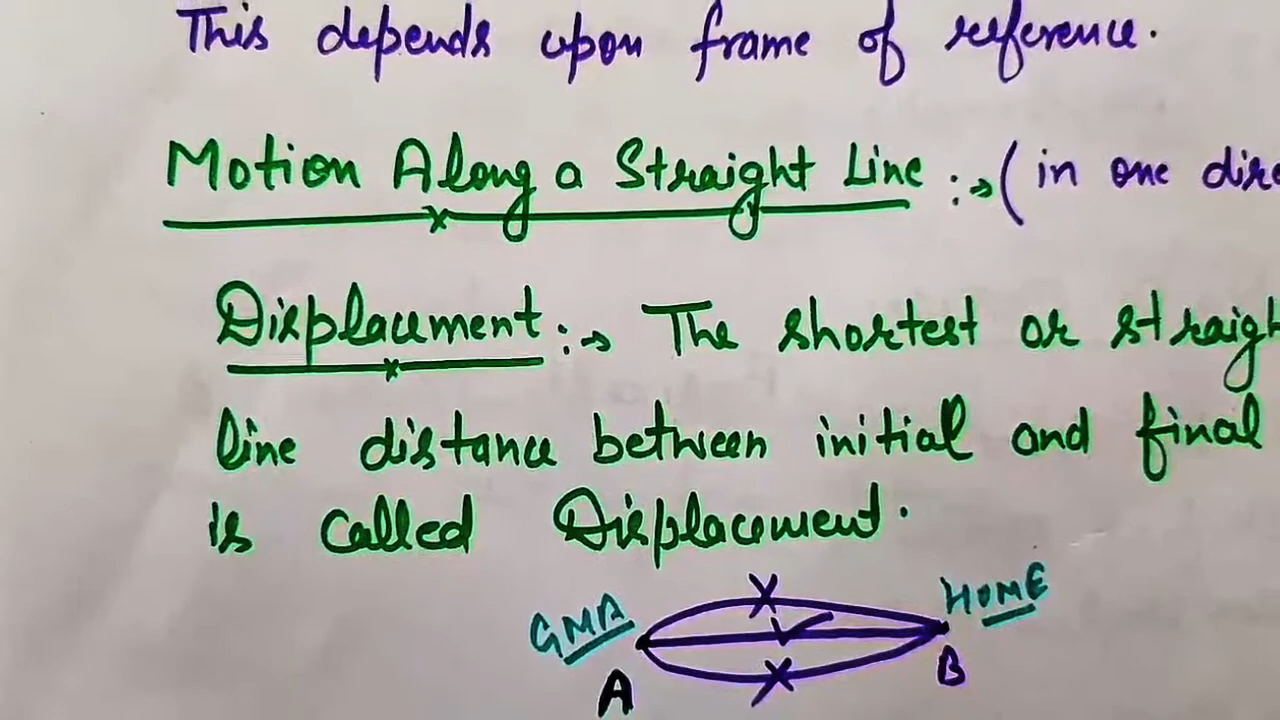 This depends upon frame of reference.
Motion Along a Straight Line :→ (in one dire
Displacement :→ The shortest or straigh
line distance between initial and final
is called Displacement.
GMA HOME
A B